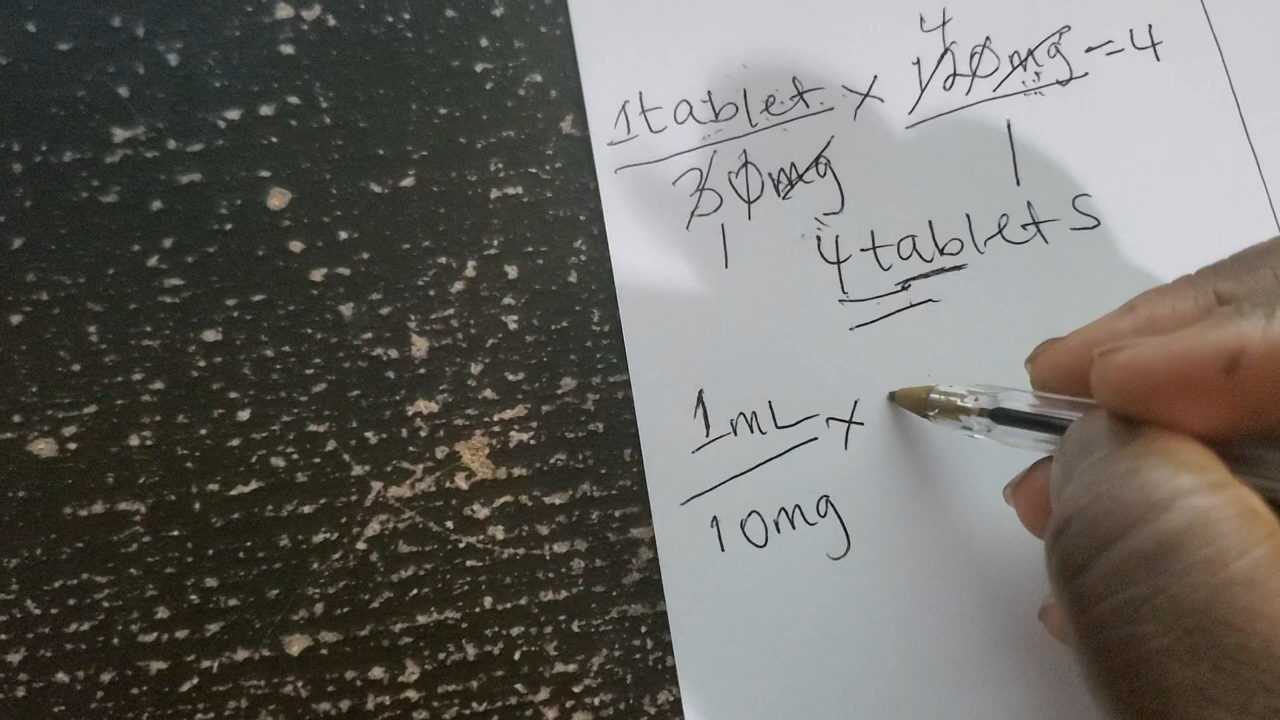 4
1tablet × 120mg = 4
30mg 1
1 4 tablets
1mL ×
10mg